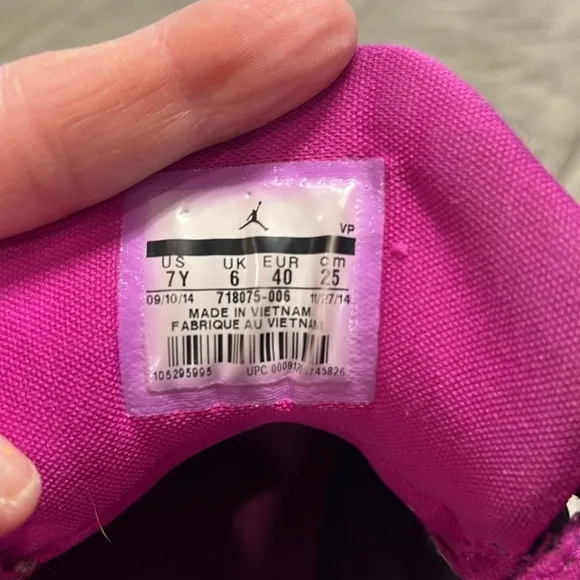 VP
US UK EUR cm
7Y 6 40 25
09/10/14 718075-006 11/27/14
MADE IN VIETNAM
FABRIQUE AU VIETNAM
105295995 UPC